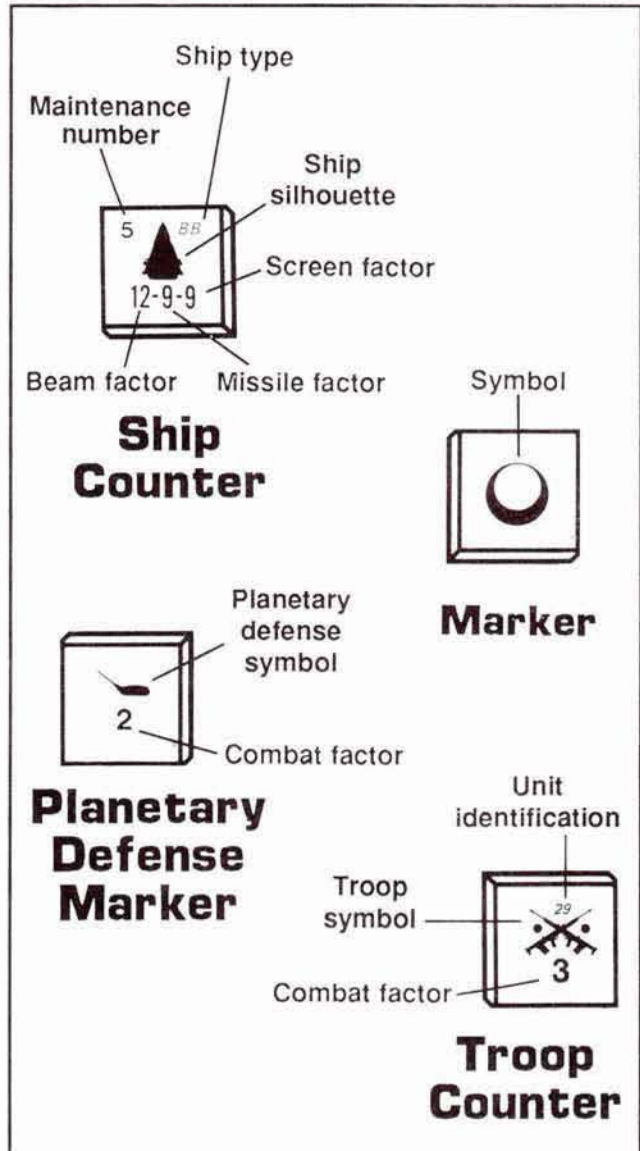 Ship type
Maintenance
number
Ship
silhouette
5 BB
Screen factor
12-9-9
Beam factor Missile factor
Ship
Counter
Symbol
Marker
Planetary
defense
symbol
2
Combat factor
Planetary
Defense
Marker
Unit
identification
Troop
symbol
29
3
Combat factor
Troop
Counter